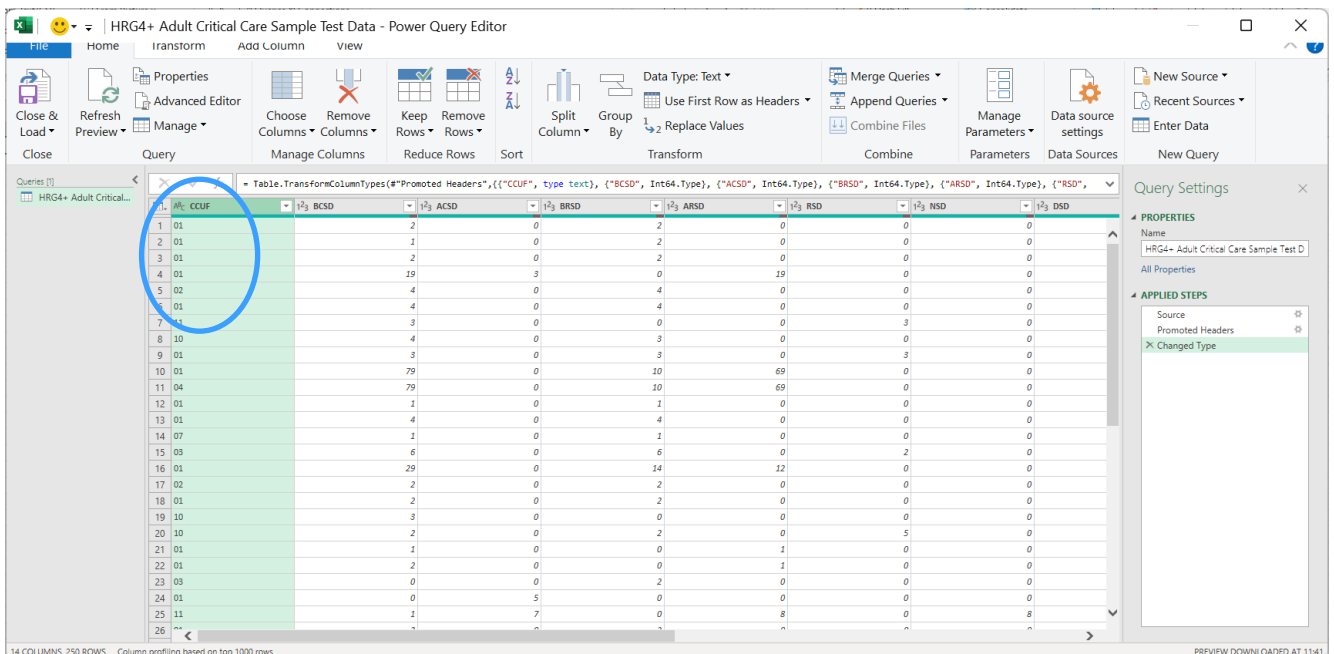 HRG4+ Adult Critical Care Sample Test Data - Power Query Editor
File Home Transform Add Column View
Close & Load
Refresh Preview
Properties
Advanced Editor
Manage
Choose Columns
Remove Columns
Keep Rows
Remove Rows
Split Column
Group By
Data Type: Text
Use First Row as Headers
Replace Values
Merge Queries
Append Queries
Combine Files
Manage Parameters
Data source settings
New Source
Recent Sources
Enter Data
Close Query Manage Columns Reduce Rows Sort Transform Combine Parameters Data Sources New Query
Queries [1]
HRG4+ Adult Critical...
= Table.TransformColumnTypes(#"Promoted Headers",{{"CCUF", type text}, {"BCSD", Int64.Type}, {"ACSD", Int64.Type}, {"BRSD", Int64.Type}, {"ARSD", Int64.Type}, {"RSD",
ABC CCUF 123 BCSD 123 ACSD 123 BRSD 123 ARSD 123 RSD 123 NSD 123 DSD
1 01 2 0 2 0 0 0
2 01 1 0 2 0 0 0
3 01 2 0 2 0 0 0
4 01 19 3 0 19 0 0
5 02 4 0 4 0 0 0
6 01 4 0 4 0 0 0
7 11 3 0 0 0 3 0
8 10 4 0 3 0 0 0
9 01 3 0 3 0 3 0
10 01 79 0 10 69 0 0
11 04 79 0 10 69 0 0
12 01 1 0 1 0 0 0
13 01 4 0 4 0 0 0
14 07 1 0 1 0 0 0
15 03 6 0 6 0 2 0
16 01 29 0 14 12 0 0
17 02 2 0 2 0 0 0
18 01 2 0 2 0 0 0
19 10 3 0 0 0 0 0
20 10 2 0 2 0 5 0
21 01 1 0 0 1 0 0
22 01 2 0 0 1 0 0
23 03 0 0 2 0 0 0
24 01 0 5 0 0 0 0
25 11 1 7 0 8 0 8
26
Query Settings
PROPERTIES
Name
HRG4+ Adult Critical Care Sample Test D
All Properties
APPLIED STEPS
Source
Promoted Headers
Changed Type
14 COLUMNS, 250 ROWS Column profiling based on top 1000 rows PREVIEW DOWNLOADED AT 11:41